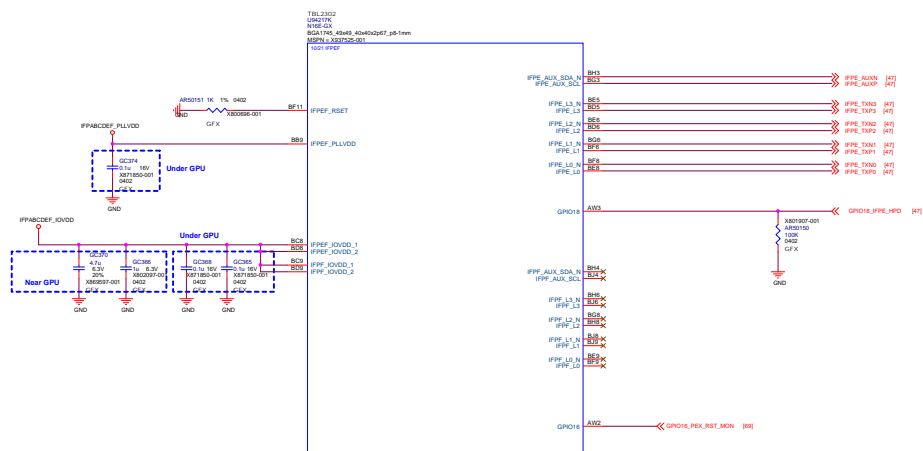 TBL2302
U94217K
N16E-GX
BGA1745_49x49_40x40x2p67_p8-1mm
MSPN = X937525-001
10/21 IFPEF
AR50151 1K 1% 0402
X800696-001
GFX
GND
BF11 IFPEF_RSET
IFPABCDEF_PLLVDD
BB9 IFPEF_PLLVDD
GC374
0.1u 16V
X871850-001
0402
GFX
Under GPU
GND
IFPABCDEF_IOVDD
Under GPU
BC8 IFPEF_IOVDD_1
BD8 IFPEF_IOVDD_2
BC9 IFPF_IOVDD_1
BD9 IFPF_IOVDD_2
GC370
4.7u
6.3V
20%
X869597-001
GFX
Near GPU
GND
GC366
1u 6.3V
X802097-001
0402
GFX
GND
GC368
0.1u 16V
X871850-001
0402
GFX
GND
GC365
0.1u 16V
X871850-001
0402
GFX
GND
IFPE_AUX_SDA_N BH3 IFPE_AUXN [47]
IFPE_AUX_SCL BG3 IFPE_AUXP [47]
IFPE_L3_N BE5 IFPE_TXN3 [47]
IFPE_L3 BD5 IFPE_TXP3 [47]
IFPE_L2_N BE6 IFPE_TXN2 [47]
IFPE_L2 BD6 IFPE_TXP2 [47]
IFPE_L1_N BG6 IFPE_TXN1 [47]
IFPE_L1 BF6 IFPE_TXP1 [47]
IFPE_L0_N BF8 IFPE_TXN0 [47]
IFPE_L0 BE8 IFPE_TXP0 [47]
GPIO18 AW3 GPIO18_IFPE_HPD [47]
X801907-001
AR50150
100K
0402
GFX
GND
IFPF_AUX_SDA_N BH4
IFPF_AUX_SCL BJ4
IFPF_L3_N BH6
IFPF_L3 BJ6
IFPF_L2_N BG8
IFPF_L2 BH8
IFPF_L1_N BJ8
IFPF_L1 BJ9
IFPF_L0_N BE9
IFPF_L0 BF9
GPIO16 AW2 GPIO16_PEX_RST_MON [69]